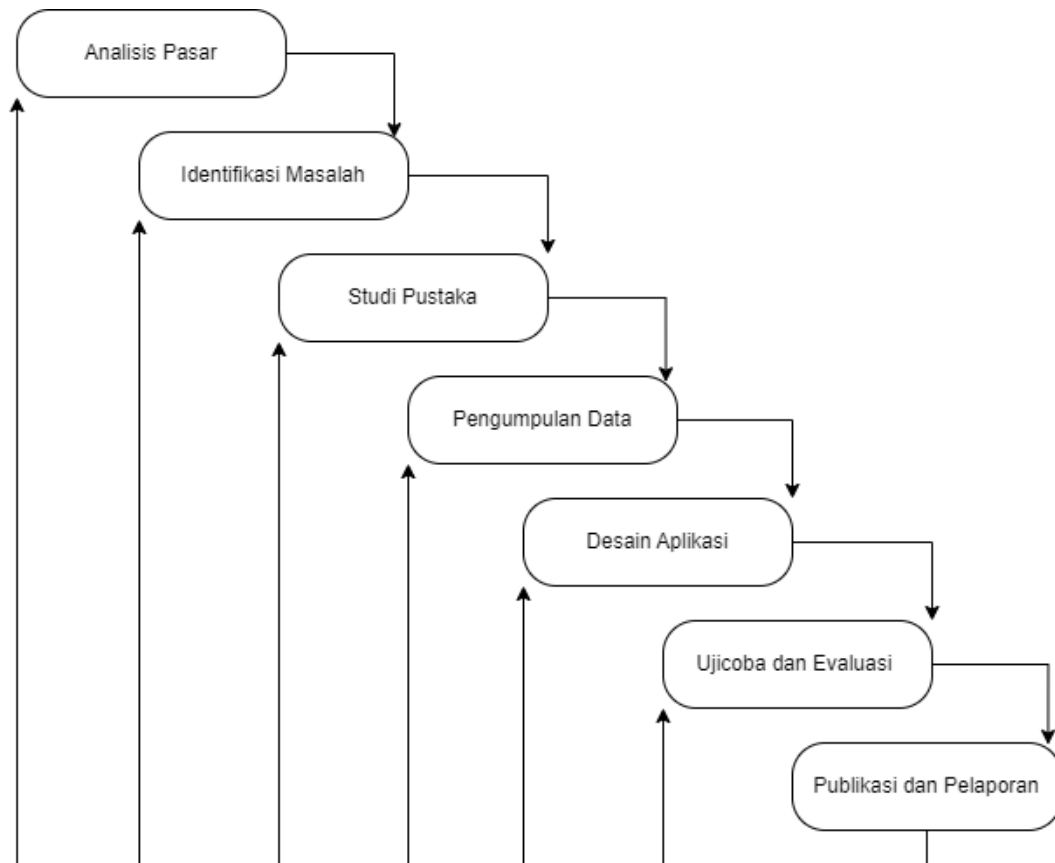 Analisis Pasar
Identifikasi Masalah
Studi Pustaka
Pengumpulan Data
Desain Aplikasi
Ujicoba dan Evaluasi
Publikasi dan Pelaporan